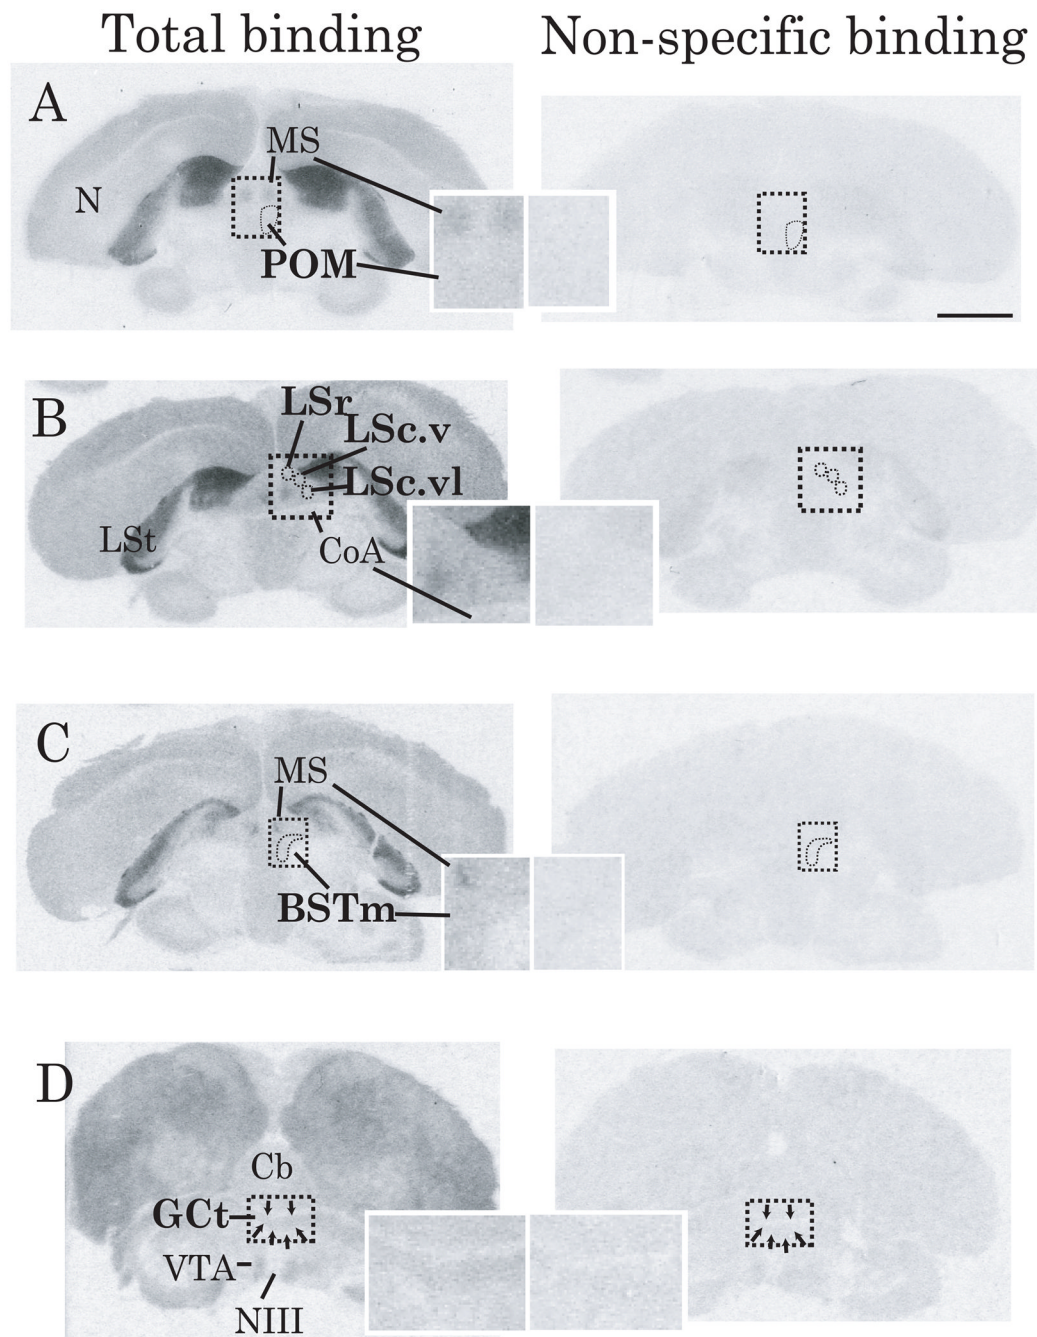 Total binding
Non-specific binding
A
MS
N
POM
B
LSr
LSc.v
LSc.vl
LSt
CoA
C
MS
BSTm
D
Cb
GCt
VTA
NIII